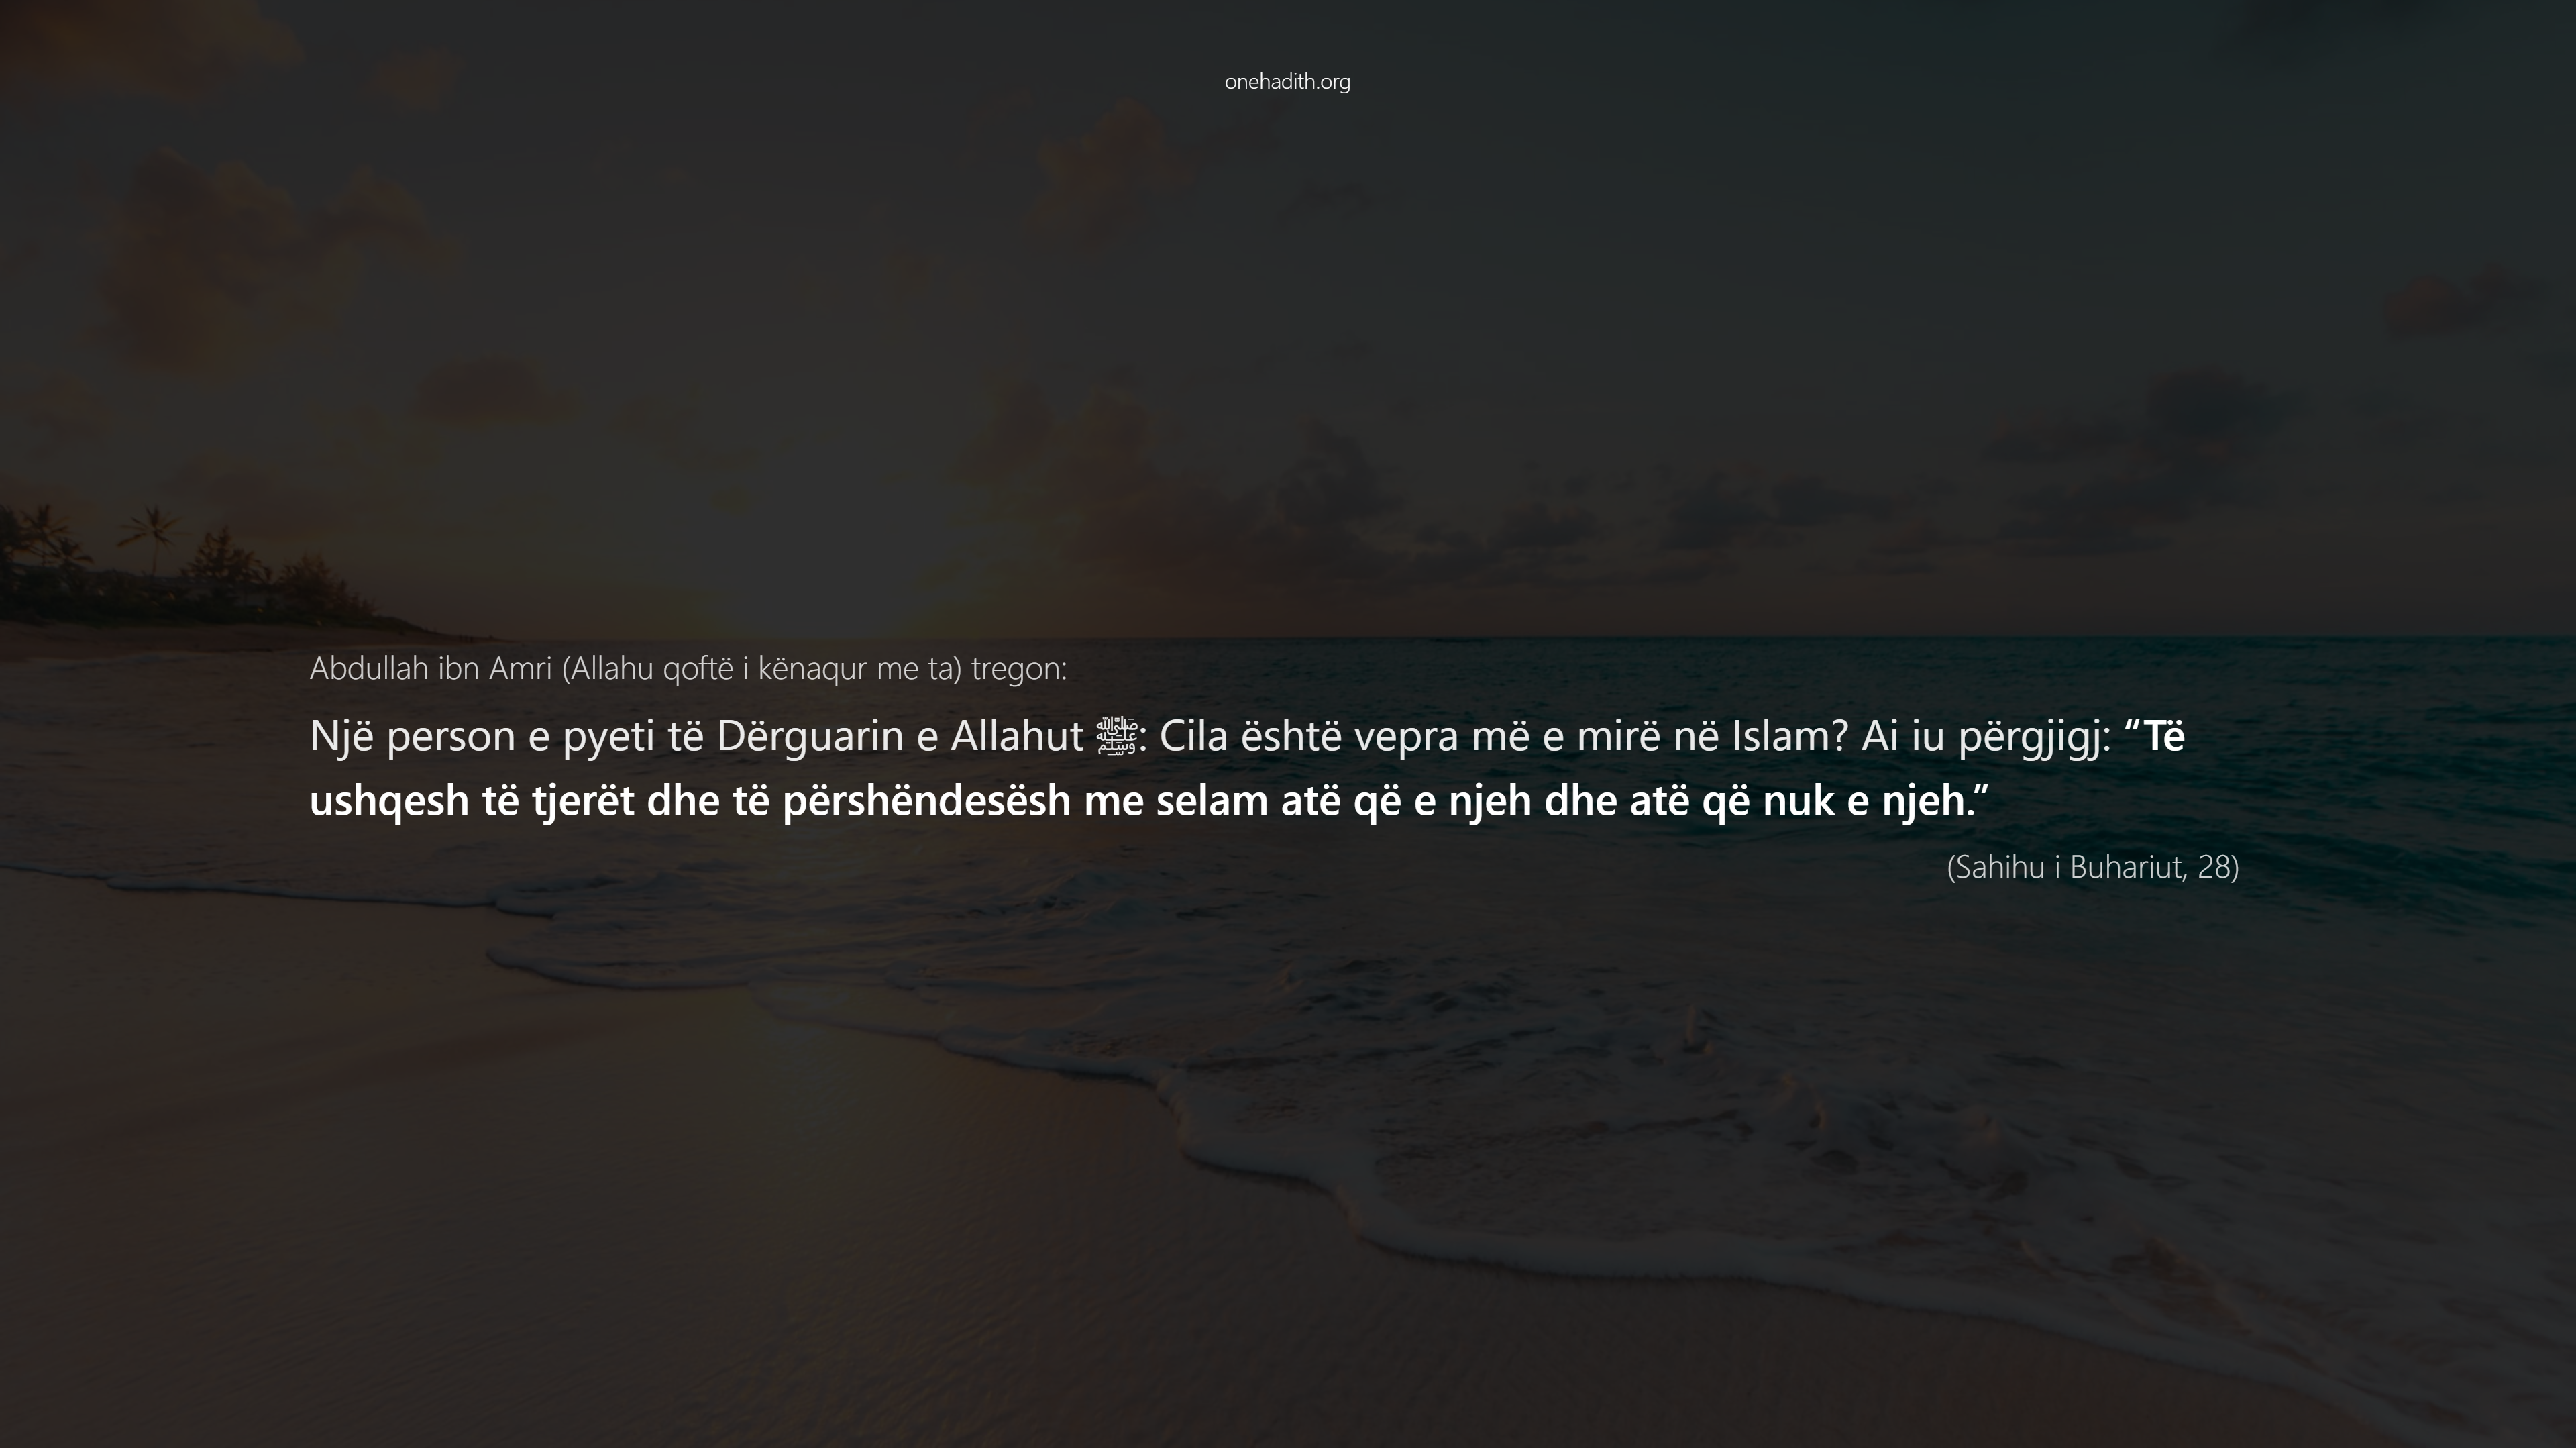 onehadith.org
Abdullah ibn Amri (Allahu qoftë i kënaqur me ta) tregon:
Një person e pyeti të Dërguarin e Allahut ﷺ: Cila është vepra më e mirë në Islam? Ai iu përgjigj: “Të
ushqesh të tjerët dhe të përshëndesësh me selam atë që e njeh dhe atë që nuk e njeh.”
(Sahihu i Buhariut, 28)